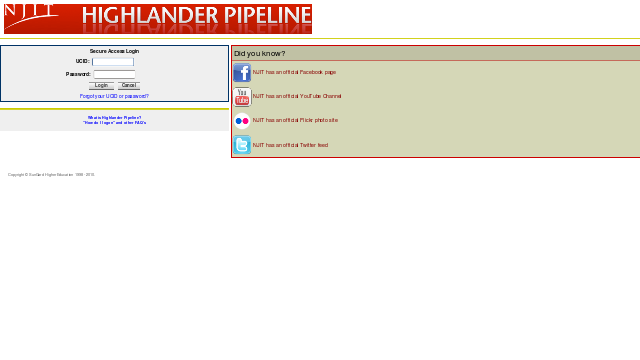 NJIT HIGHLANDER PIPELINE
Secure Access Login
UCID:
Password:
Login Cancel
Forgot your UCID or password?
What is Highlander Pipeline?
"How do I logon" and other FAQ's
Did you know?
NJIT has an official Facebook page
You Tube
NJIT has an official YouTube Channel
NJIT has an official Flickr photo site
NJIT has an official Twitter feed
Copyright © SunGard Higher Education 1998 - 2010.